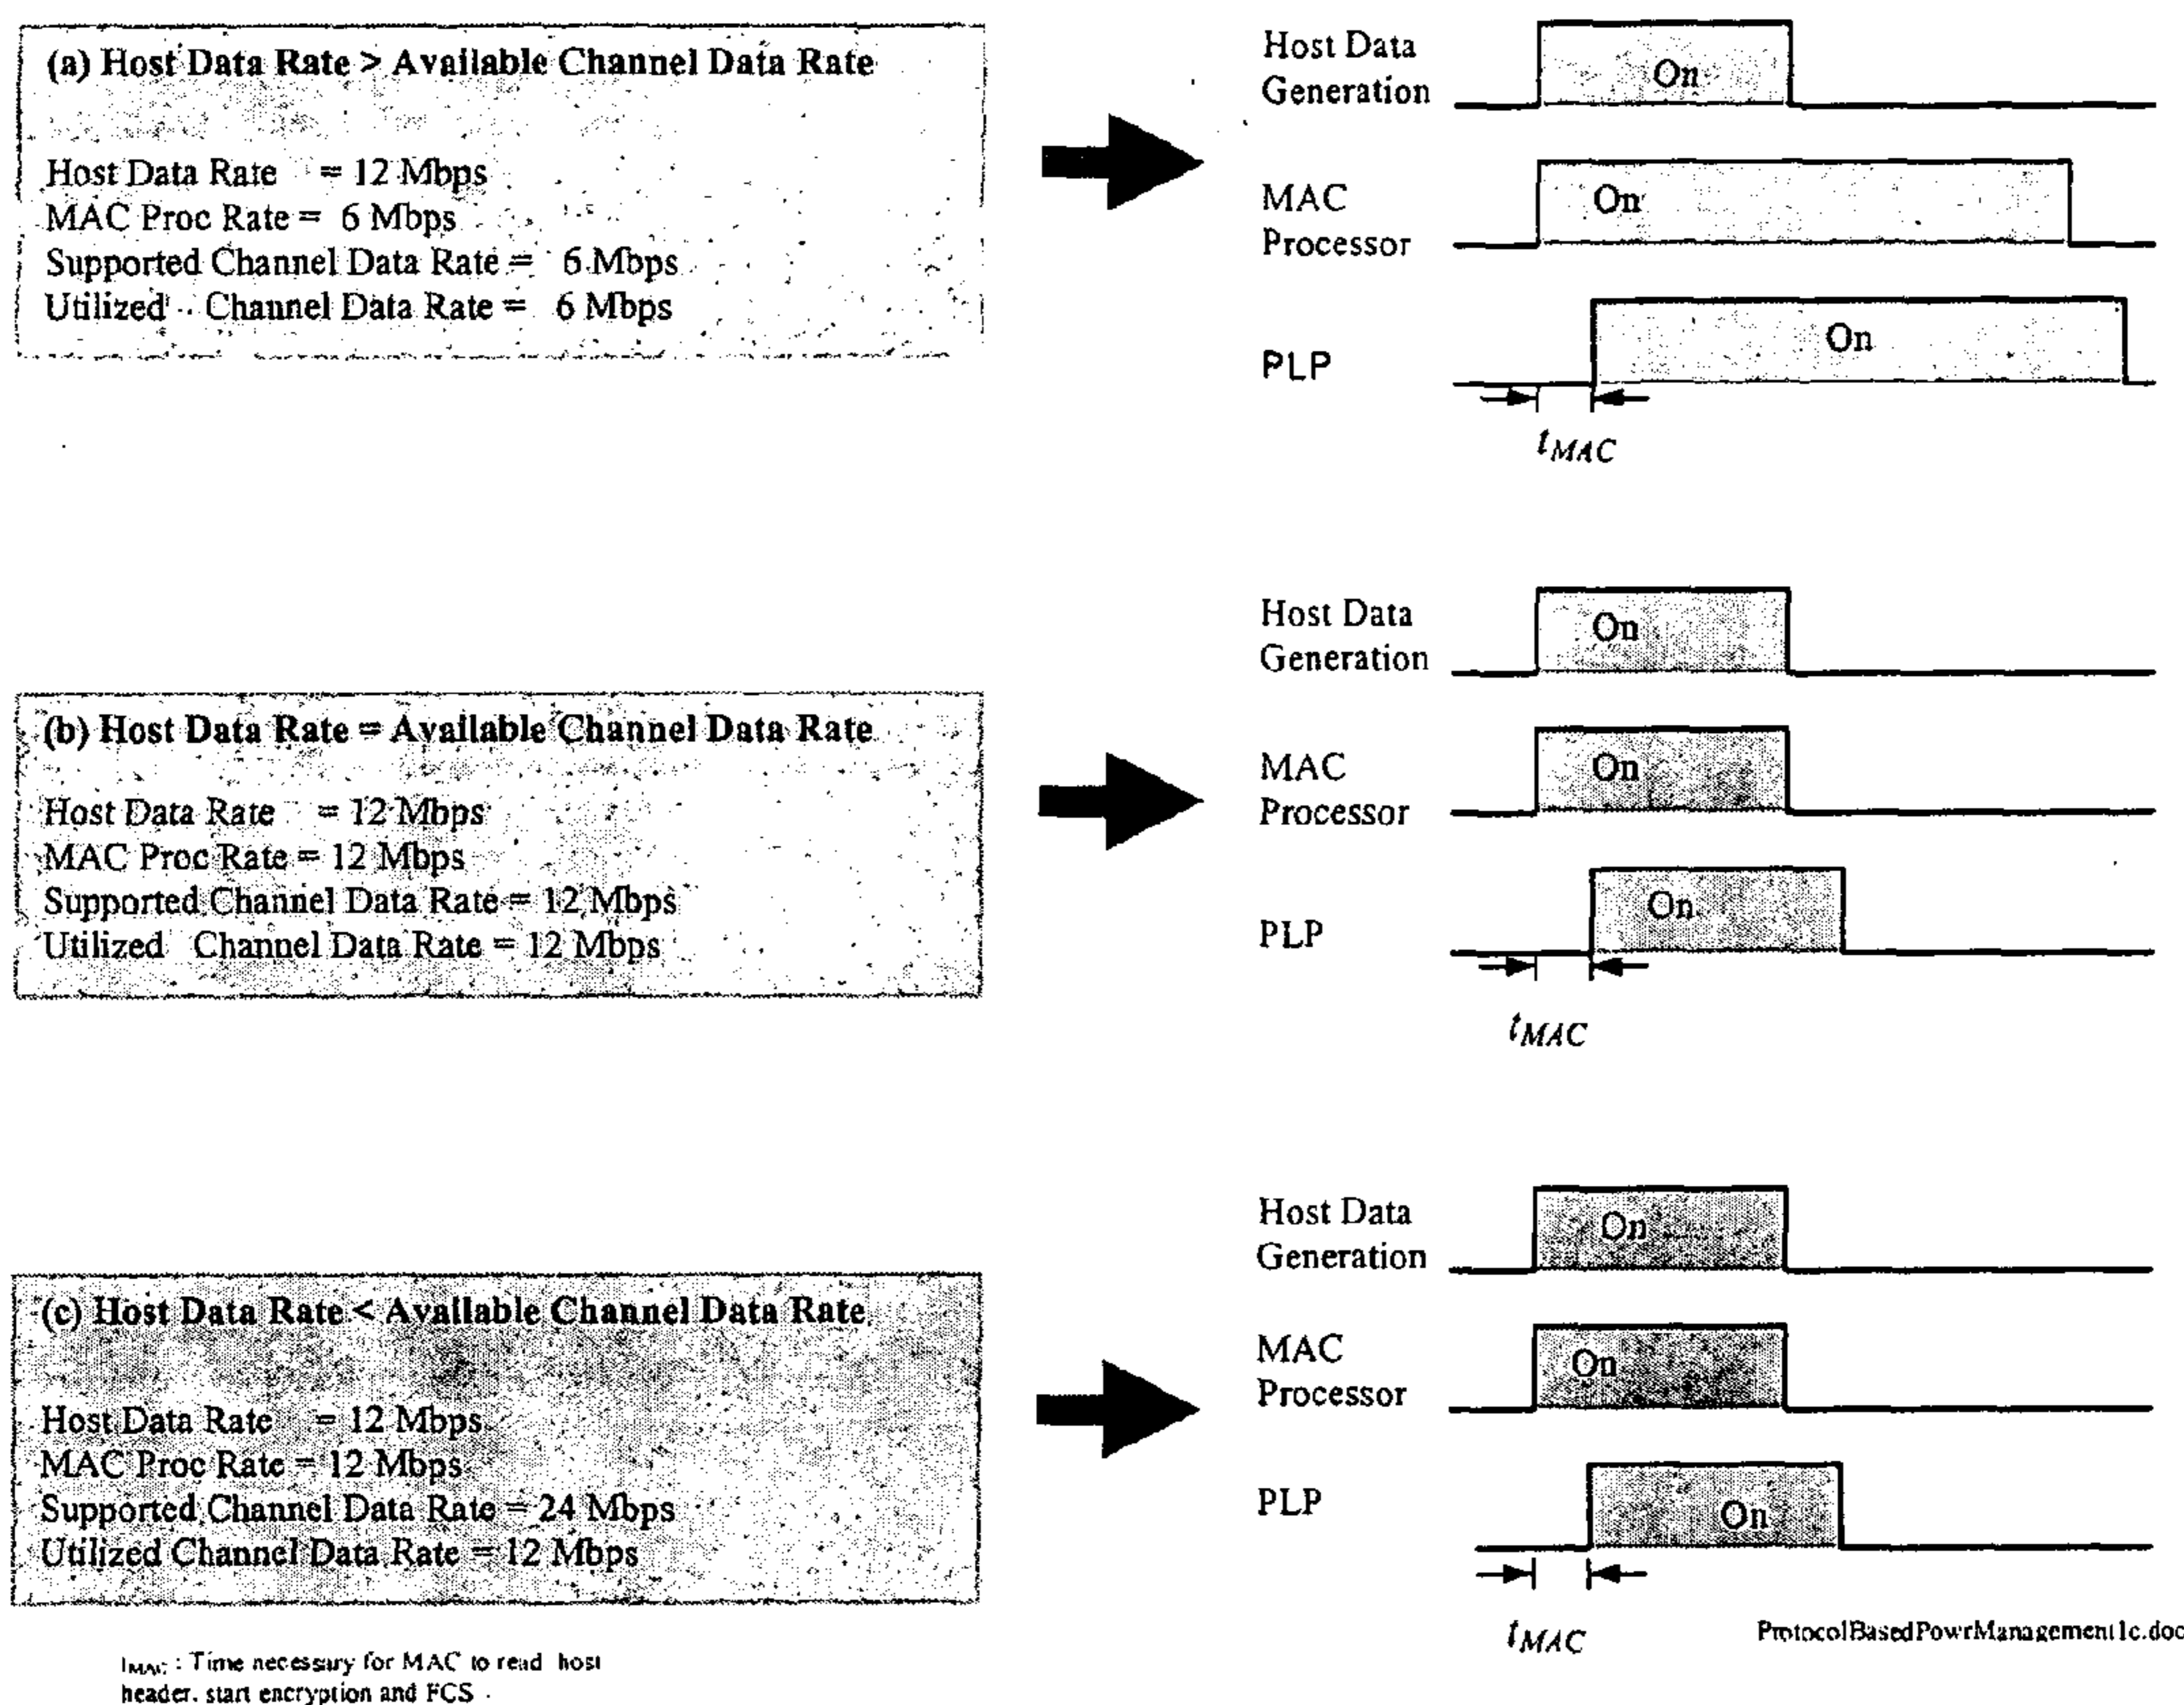 (a) Host Data Rate > Available Channel Data Rate
Host Data Rate = 12 Mbps
MAC Proc Rate = 6 Mbps
Supported Channel Data Rate = 6 Mbps
Utilized Channel Data Rate = 6 Mbps
Host Data
Generation
On
MAC
Processor
On
PLP
On
tMAC
(b) Host Data Rate = Available Channel Data Rate
Host Data Rate = 12 Mbps
MAC Proc Rate = 12 Mbps
Supported Channel Data Rate = 12 Mbps
Utilized Channel Data Rate = 12 Mbps
Host Data
Generation
On
MAC
Processor
On
PLP
On
tMAC
(c) Host Data Rate < Available Channel Data Rate
Host Data Rate = 12 Mbps
MAC Proc Rate = 12 Mbps
Supported Channel Data Rate = 24 Mbps
Utilized Channel Data Rate = 12 Mbps
Host Data
Generation
On
MAC
Processor
On
PLP
On
tMAC
ProtocolBasedPowrManagement1c.doc
tMAC : Time necessary for MAC to read host
header, start encryption and FCS